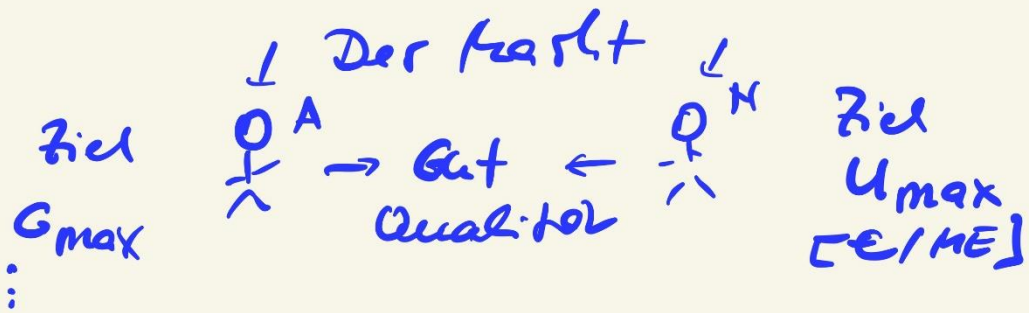 Der Markt
Ziel A → Gut ← N Ziel
Gmax Qualität Umax
⋮ [€/ME]